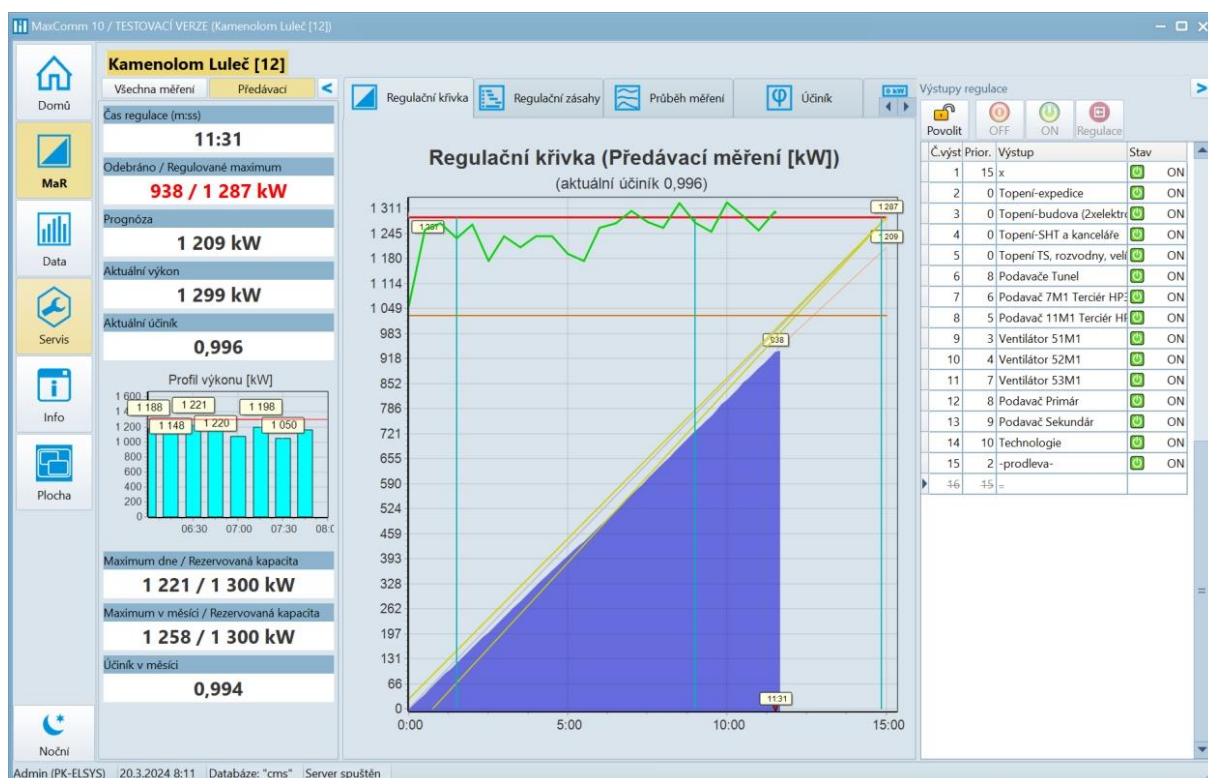 MaxComm 10 / TESTOVACÍ VERZE (Kamenolom Luleč [12])
Domů
MaR
Data
Servis
Info
Plocha
Noční
Kamenolom Luleč [12]
Všechna měření
Předávací
<
Čas regulace (m:ss)
11:31
Odebráno / Regulované maximum
938 / 1 287 kW
Prognóza
1 209 kW
Aktuální výkon
1 299 kW
Aktuální účiník
0,996
Profil výkonu [kW]
1 600
1 200
1 000
800
600
400
200
0
1 188
1 221
1 198
1 148
1 220
1 050
06:30
07:00
07:30
Maximum dne / Rezervovaná kapacita
1 221 / 1 300 kW
Maximum v měsíci / Rezervovaná kapacita
1 258 / 1 300 kW
Účiník v měsíci
0,994
Regulační křivka
Regulační zásahy
Průběh měření
Účiník
0 kW
Regulační křivka (Předávací měření [kW])
(aktuální účiník 0,996)
1 311
1 245
1 180
1 114
1 049
983
918
852
786
721
655
590
524
459
393
328
262
197
131
66
0
1 287
1 209
938
11:31
0:00
5:00
10:00
15:00
Výstupy regulace
>
Povolit
OFF
ON
Regulace
Č.výst Prior. Výstup Stav
1 15 x ON
2 0 Topení-expedice ON
3 0 Topení-budova (2xelektro ON
4 0 Topení-SHT a kanceláře ON
5 0 Topení TS, rozvodny, veli ON
6 8 Podavače Tunel ON
7 6 Podavač 7M1 Terciér HP3 ON
8 5 Podavač 11M1 Terciér HP ON
9 3 Ventilátor 51M1 ON
10 4 Ventilátor 52M1 ON
11 7 Ventilátor 53M1 ON
12 8 Podavač Primár ON
13 9 Podavač Sekundár ON
14 10 Technologie ON
15 2 -prodleva- ON
16 15 =
Admin (PK-ELSYS) 20.3.2024 8:11 Databáze: "cms" Server spuštěn